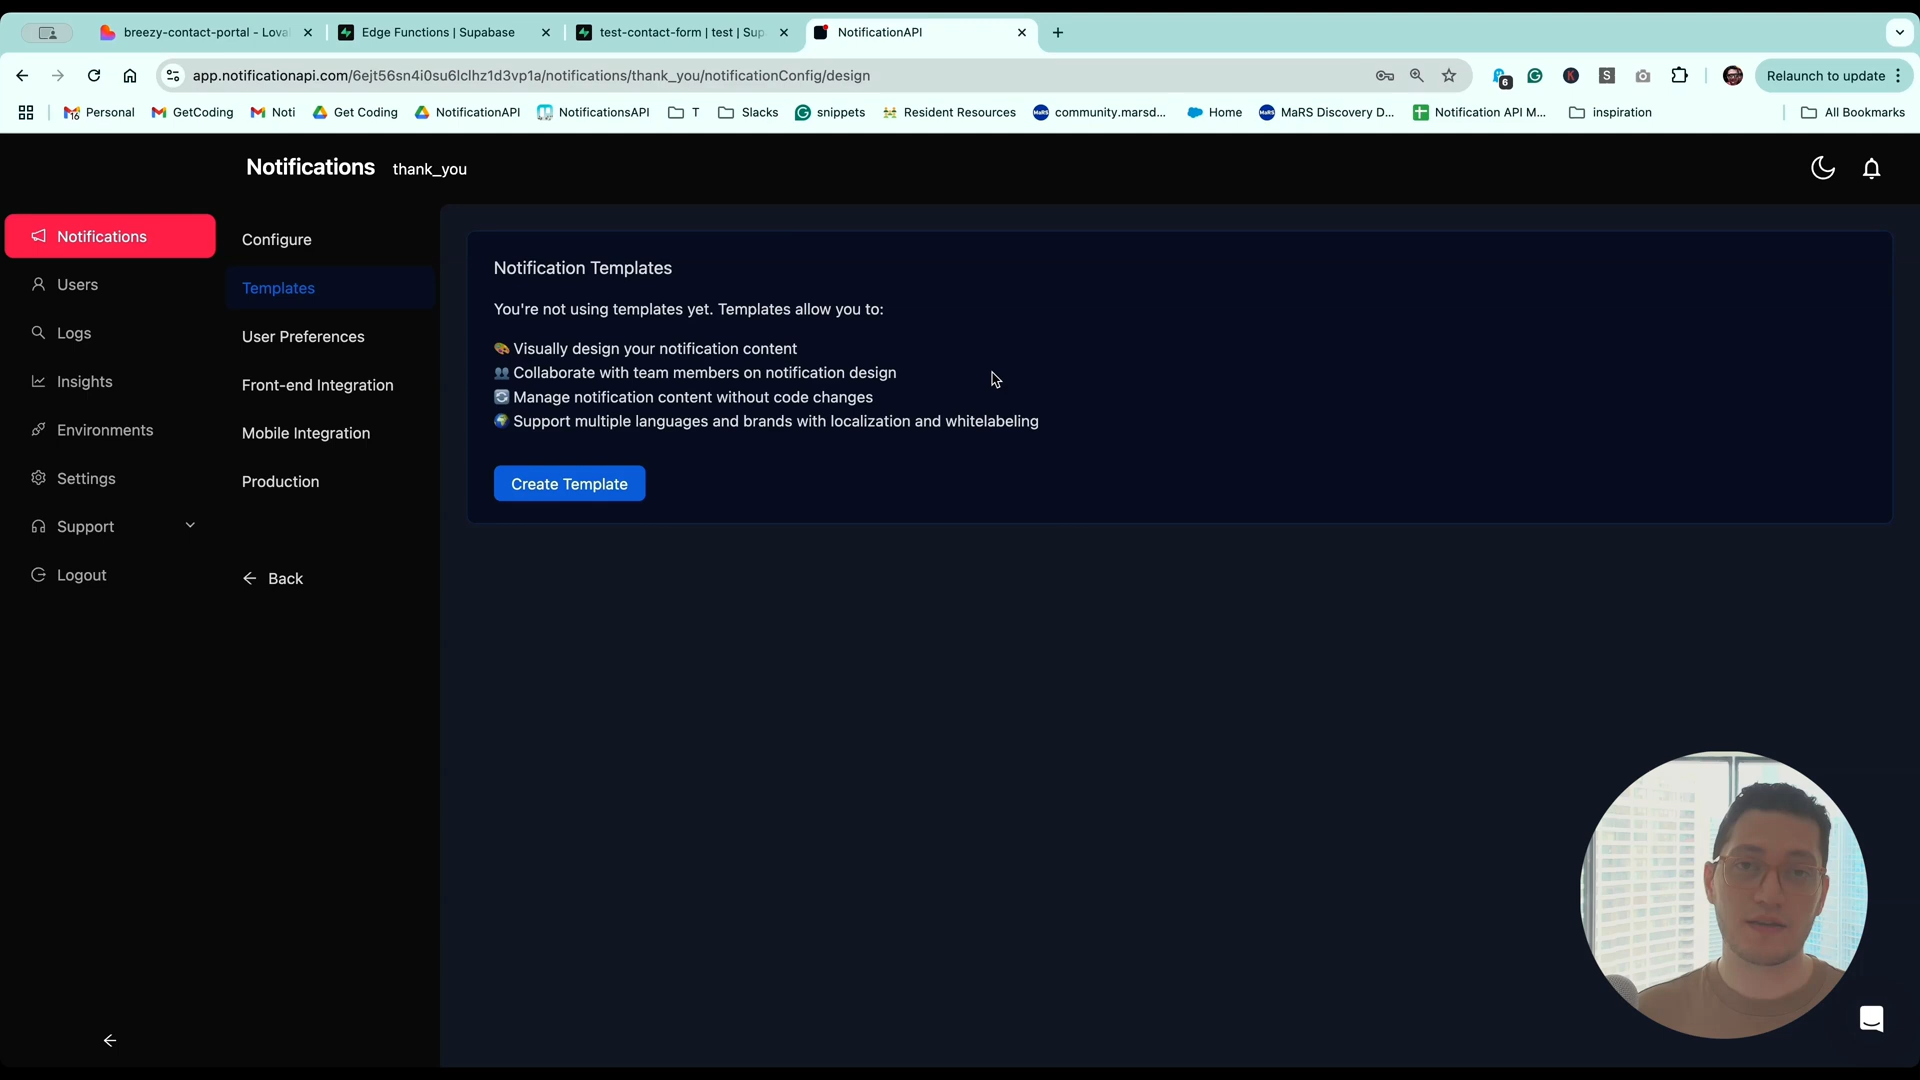 breezy-contact-portal - Lova
Edge Functions | Supabase
test-contact-form | test | Sup
NotificationAPI
app.notificationapi.com/6ejt56sn4i0su6lclhz1d3vp1a/notifications/thank_you/notificationConfig/design
6
K
S
Relaunch to update
Personal
GetCoding
Noti
Get Coding
NotificationAPI
NotificationsAPI
T
Slacks
snippets
Resident Resources
community.marsd...
Home
MaRS Discovery D...
Notification API M...
inspiration
All Bookmarks
Notifications thank_you
Notifications
Users
Logs
Insights
Environments
Settings
Support
Logout
Configure
Templates
User Preferences
Front-end Integration
Mobile Integration
Production
Back
Notification Templates
You're not using templates yet. Templates allow you to:
Visually design your notification content
Collaborate with team members on notification design
Manage notification content without code changes
Support multiple languages and brands with localization and whitelabeling
Create Template